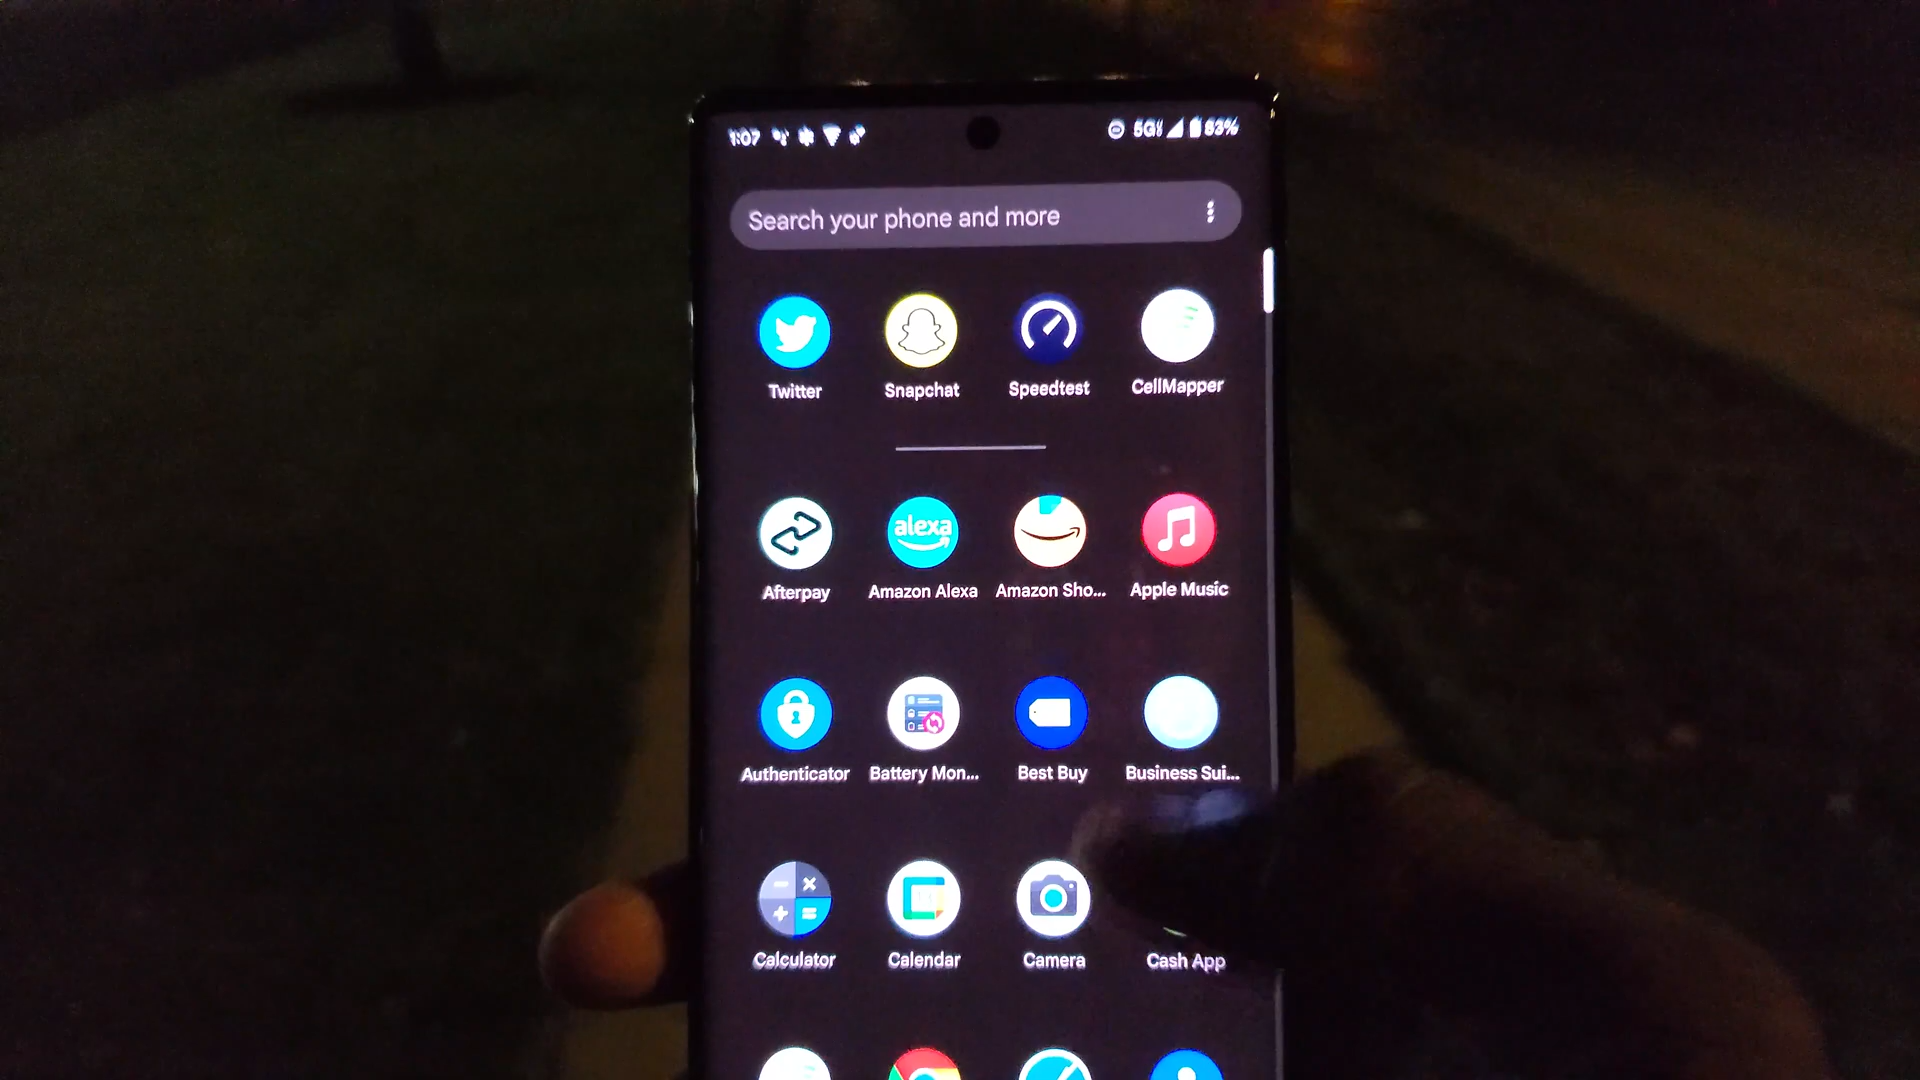 1:07 5G 83%
Search your phone and more
Twitter Snapchat Speedtest CellMapper
alexa
Afterpay Amazon Alexa Amazon Sho... Apple Music
Authenticator Battery Mon... Best Buy Business Sui...
Calculator Calendar Camera Cash App